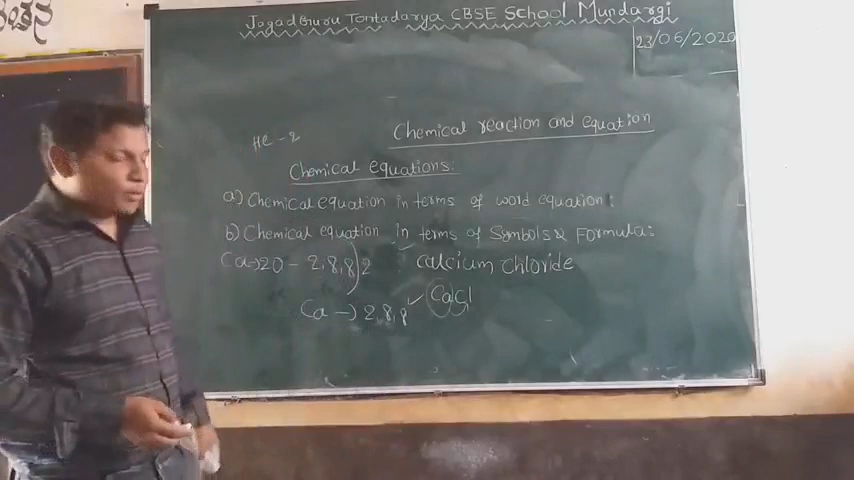 Jagadguru Tontadarya CBSE School Mundargi
23/06/2020
He - 2
Chemical reaction and equation
Chemical equations:
a) Chemical equation in terms of word equation:
b) Chemical equation in terms of Symbols & Formula:
Ca→20 - 2,8,8)2 Calcium Chloride
Ca → 2,8,8 ✓ CaCl